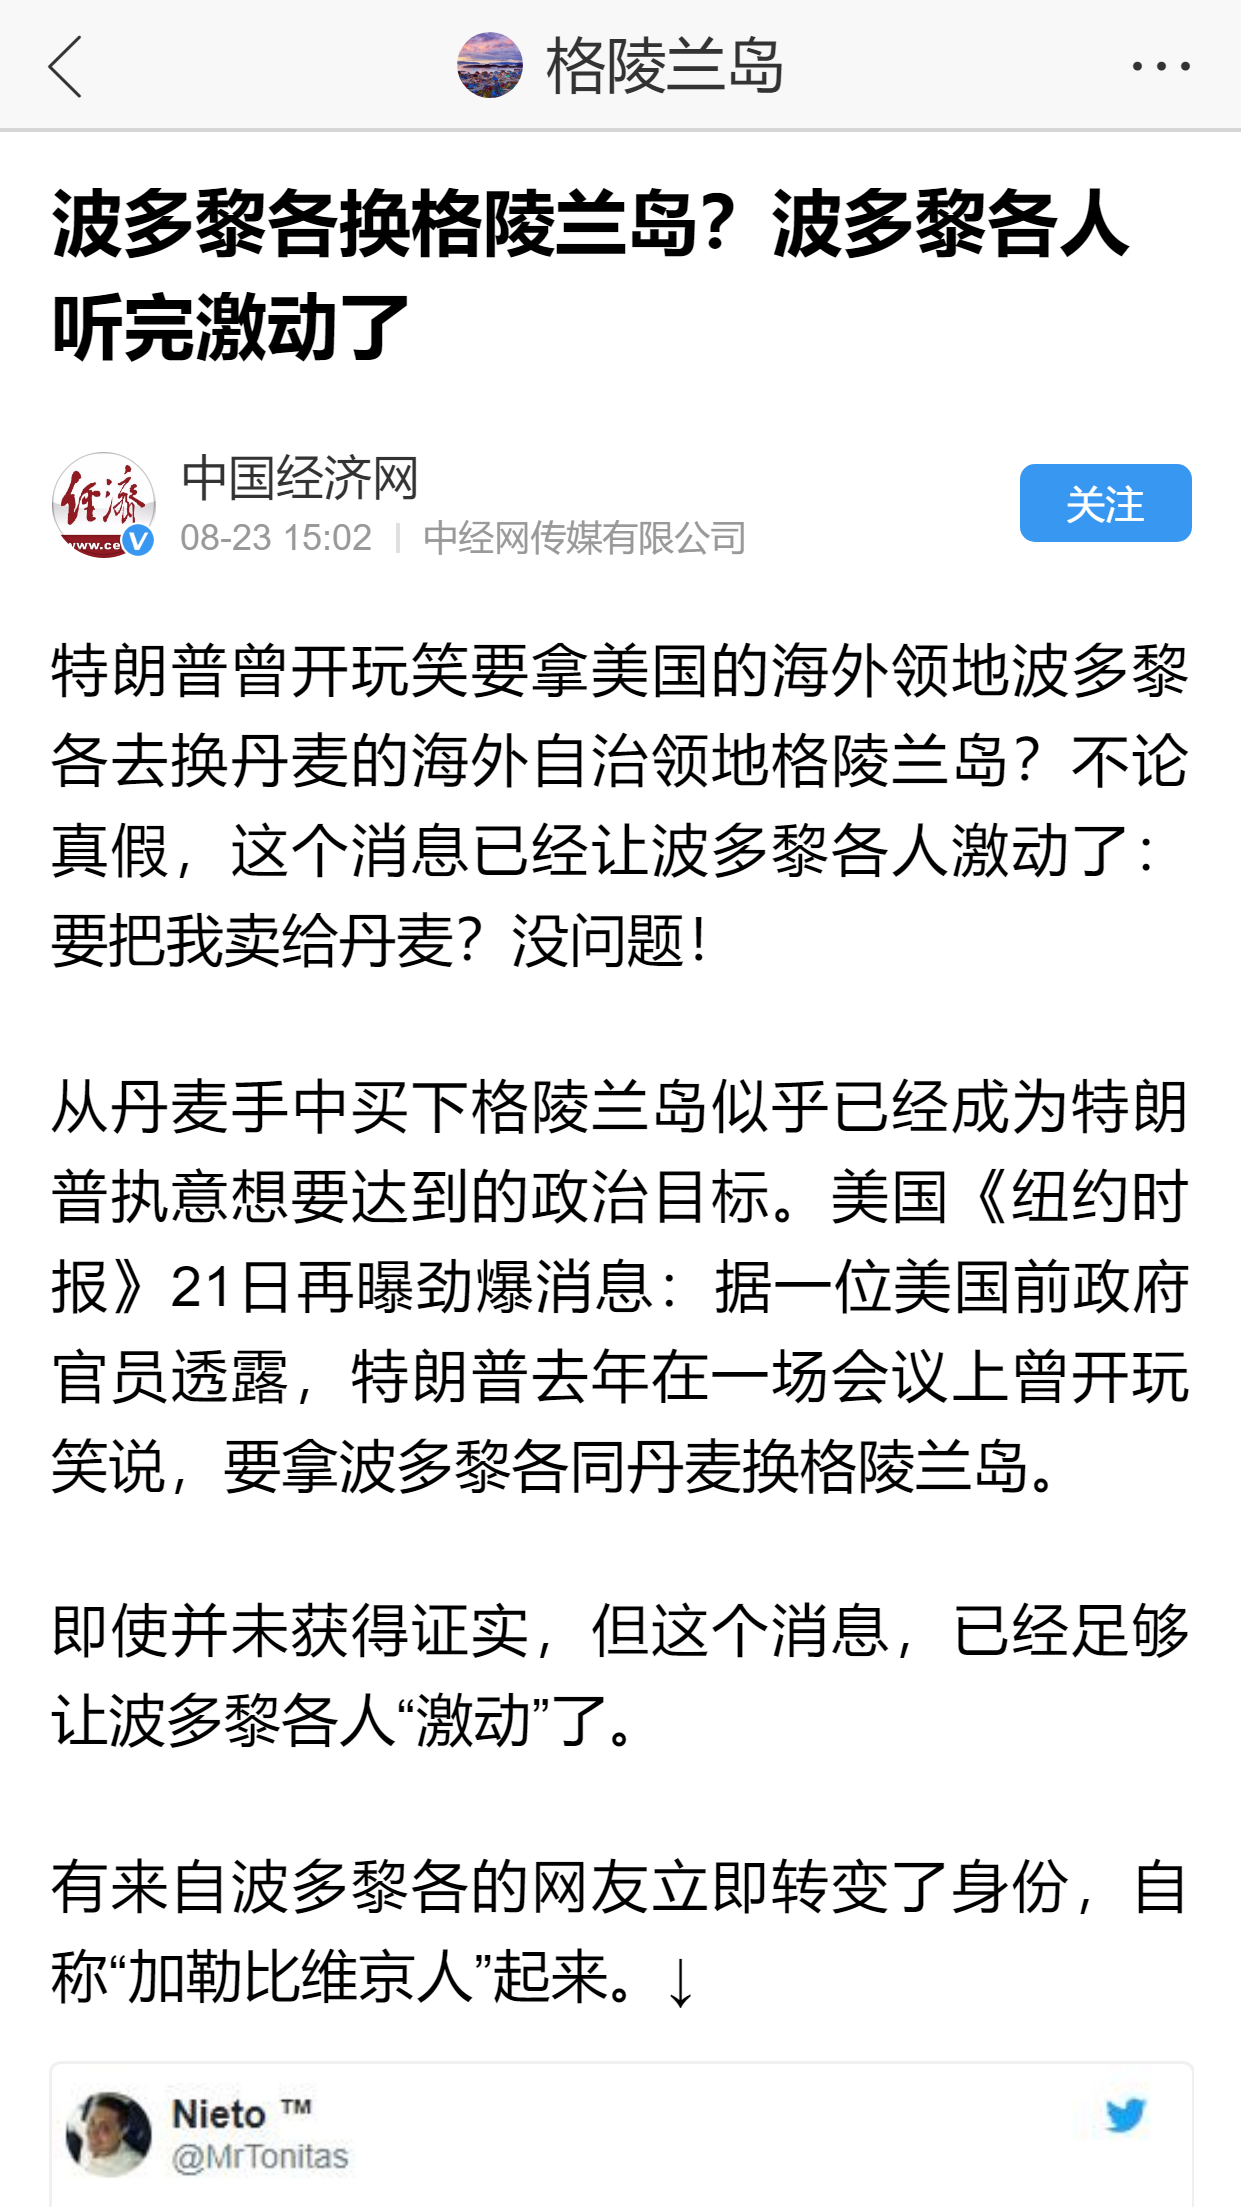 格陵兰岛
波多黎各换格陵兰岛？波多黎各人
听完激动了
经济
www.ce
V
中国经济网
08-23 15:02 | 中经网传媒有限公司
关注
特朗普曾开玩笑要拿美国的海外领地波多黎
各去换丹麦的海外自治领地格陵兰岛？不论
真假，这个消息已经让波多黎各人激动了：
要把我卖给丹麦？没问题！
从丹麦手中买下格陵兰岛似乎已经成为特朗
普执意想要达到的政治目标。美国《纽约时
报》21日再曝劲爆消息：据一位美国前政府
官员透露，特朗普去年在一场会议上曾开玩
笑说，要拿波多黎各同丹麦换格陵兰岛。
即使并未获得证实，但这个消息，已经足够
让波多黎各人“激动”了。
有来自波多黎各的网友立即转变了身份，自
称“加勒比维京人”起来。↓
Nieto ™
@MrTonitas